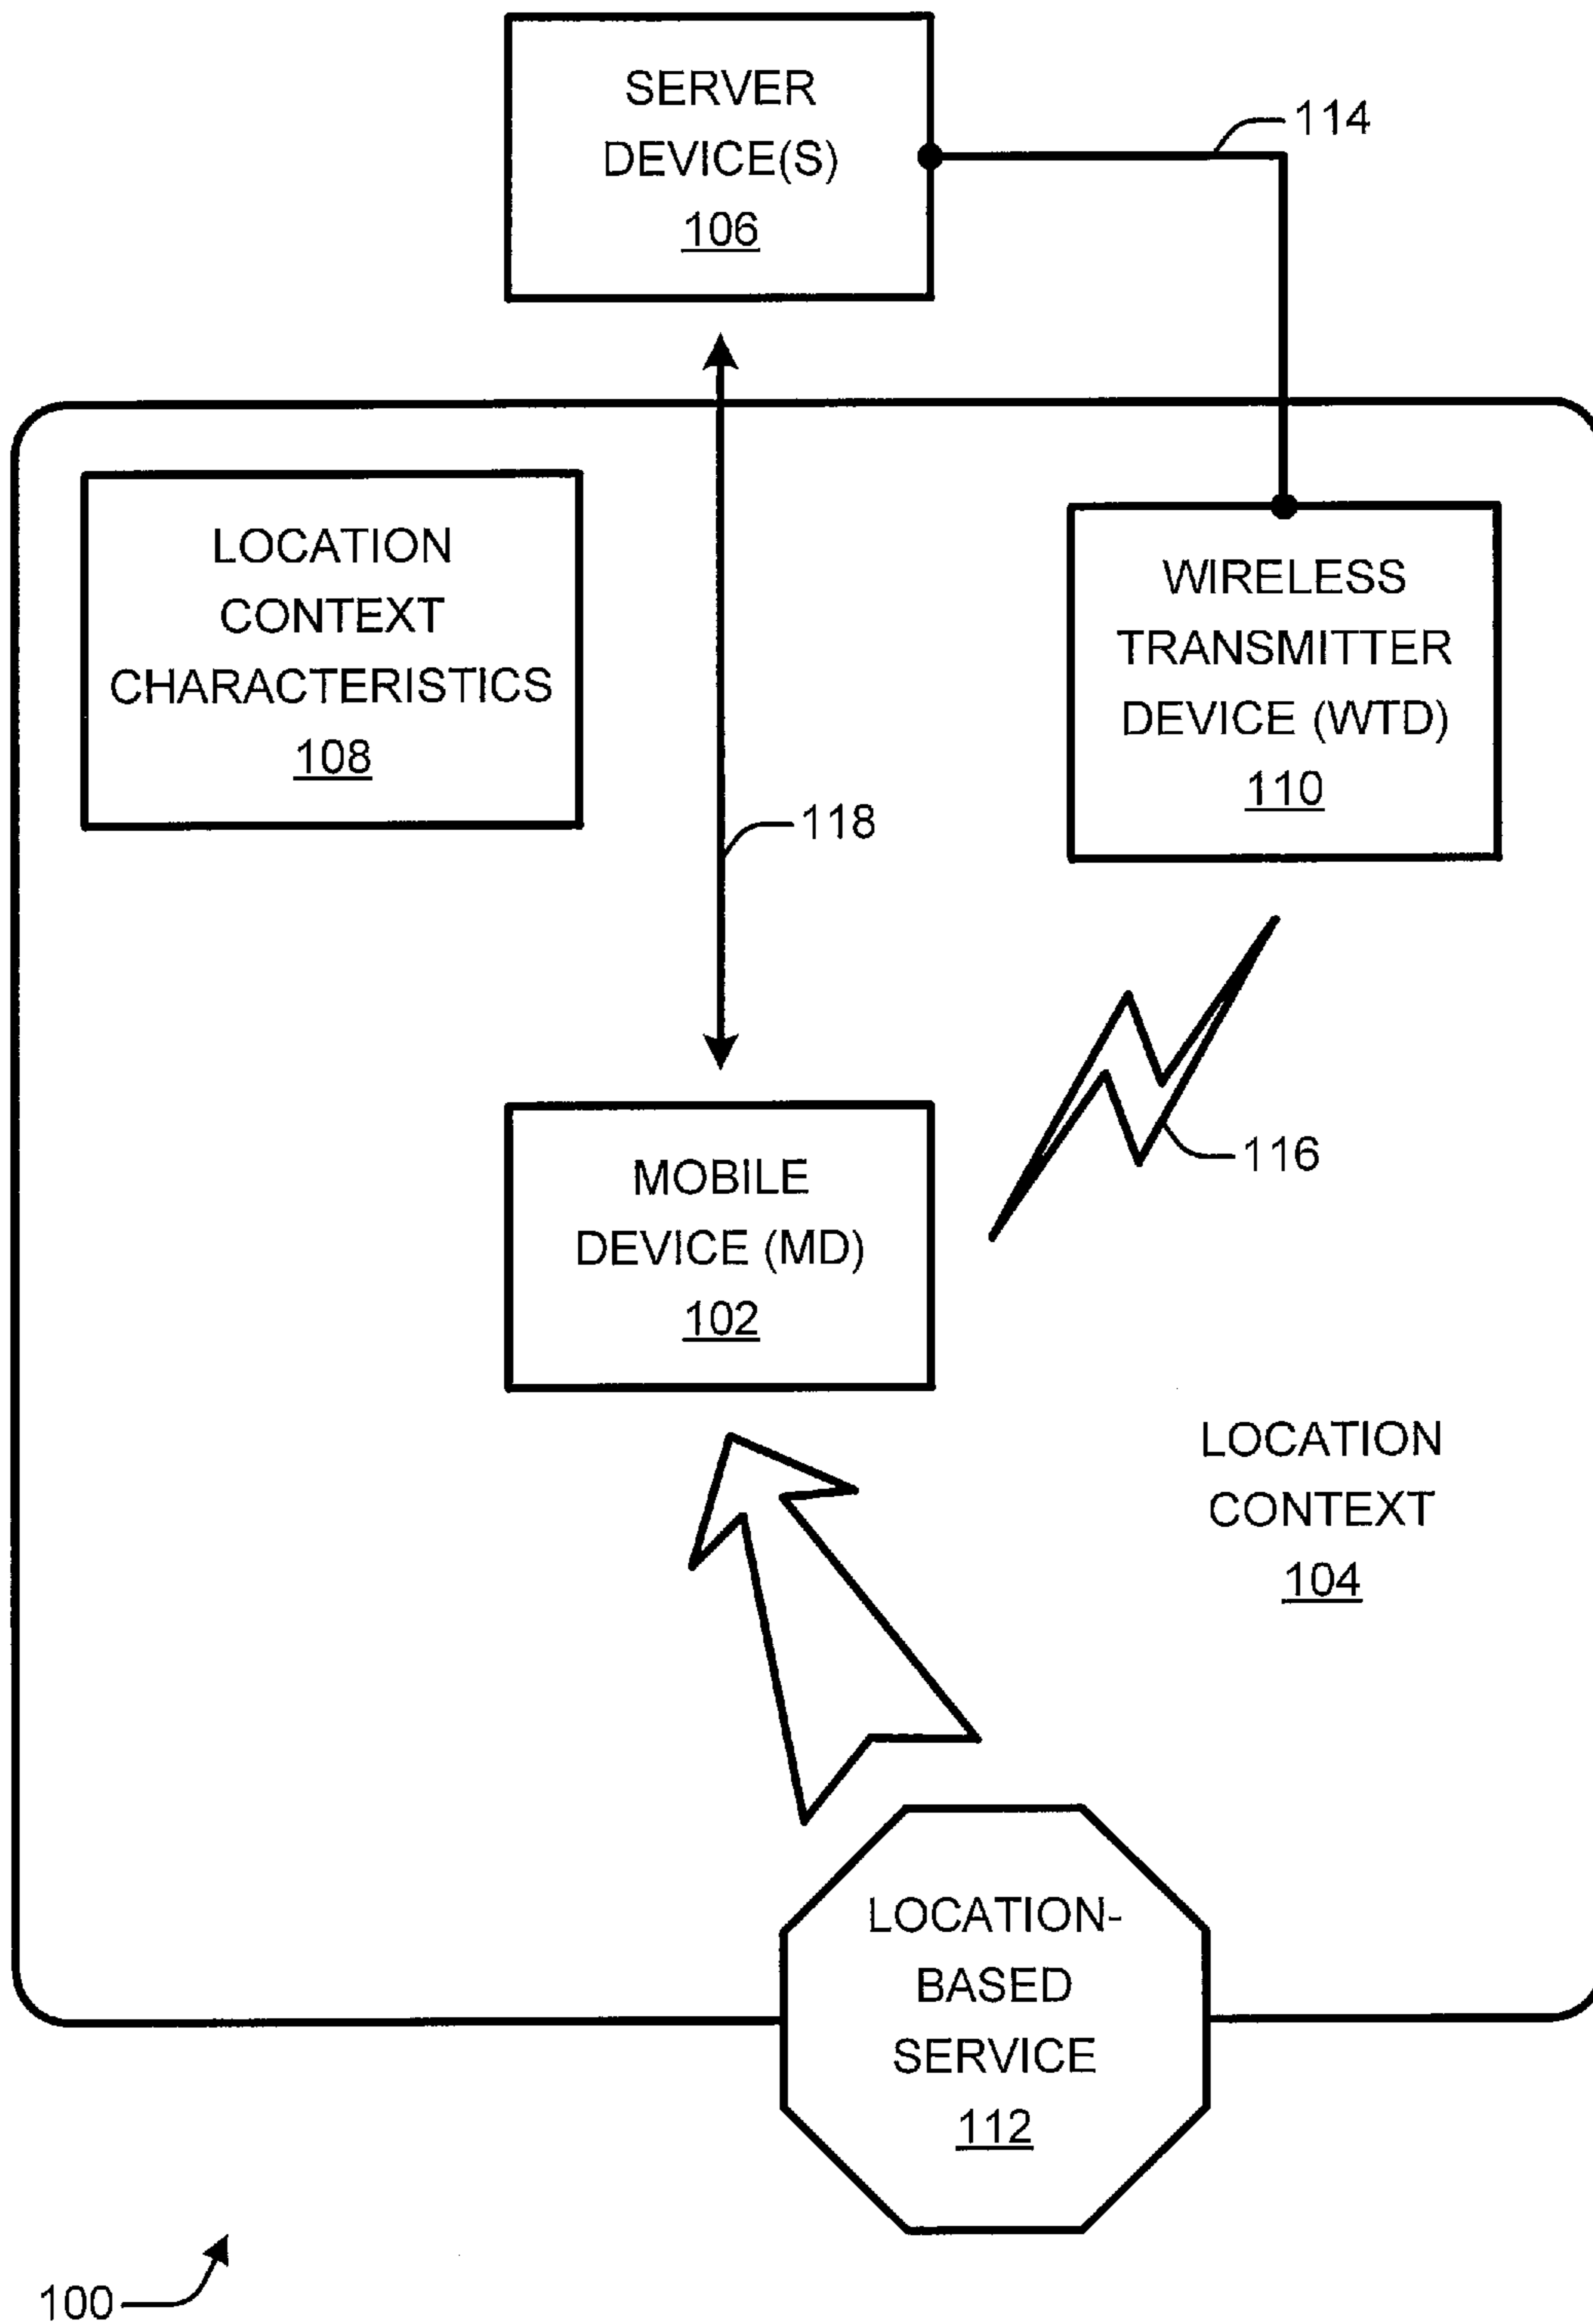 SERVER
DEVICE(S)
106
114
LOCATION
CONTEXT
CHARACTERISTICS
108
WIRELESS
TRANSMITTER
DEVICE (WTD)
110
118
116
MOBILE
DEVICE (MD)
102
LOCATION
CONTEXT
104
LOCATION-
BASED
SERVICE
112
100